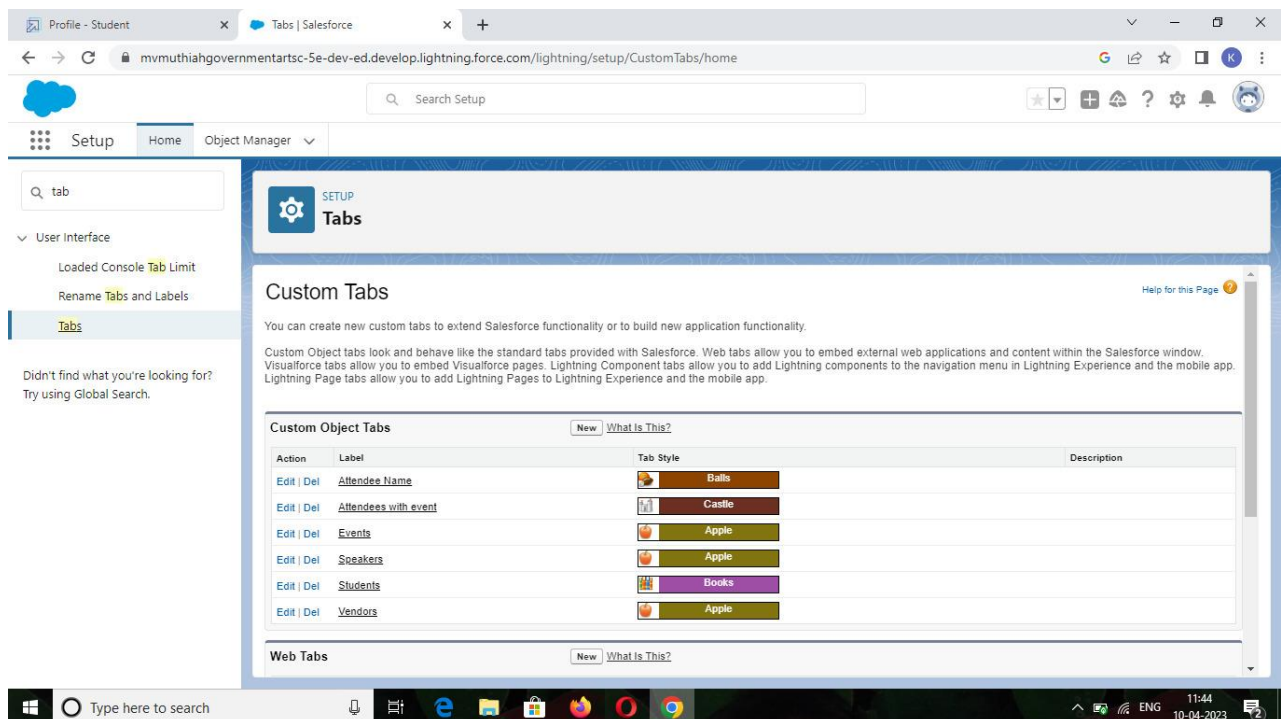 Profile - Student
Tabs | Salesforce
mvmuthiahgovernmentartsc-5e-dev-ed.develop.lightning.force.com/lightning/setup/CustomTabs/home
G
K
Search Setup
Setup
Home
Object Manager
tab
User Interface
Loaded Console Tab Limit
Rename Tabs and Labels
Tabs
Didn't find what you're looking for?
Try using Global Search.
SETUP
Tabs
Custom Tabs
Help for this Page
You can create new custom tabs to extend Salesforce functionality or to build new application functionality.
Custom Object tabs look and behave like the standard tabs provided with Salesforce. Web tabs allow you to embed external web applications and content within the Salesforce window.
Visualforce tabs allow you to embed Visualforce pages. Lightning Component tabs allow you to add Lightning components to the navigation menu in Lightning Experience and the mobile app.
Lightning Page tabs allow you to add Lightning Pages to Lightning Experience and the mobile app.
Custom Object Tabs New What Is This?
Action Label Tab Style Description
Edit | Del Attendee Name Balls
Edit | Del Attendees with event Castle
Edit | Del Events Apple
Edit | Del Speakers Apple
Edit | Del Students Books
Edit | Del Vendors Apple
Web Tabs New What Is This?
Type here to search
ENG
11:44
10-04-2023
2